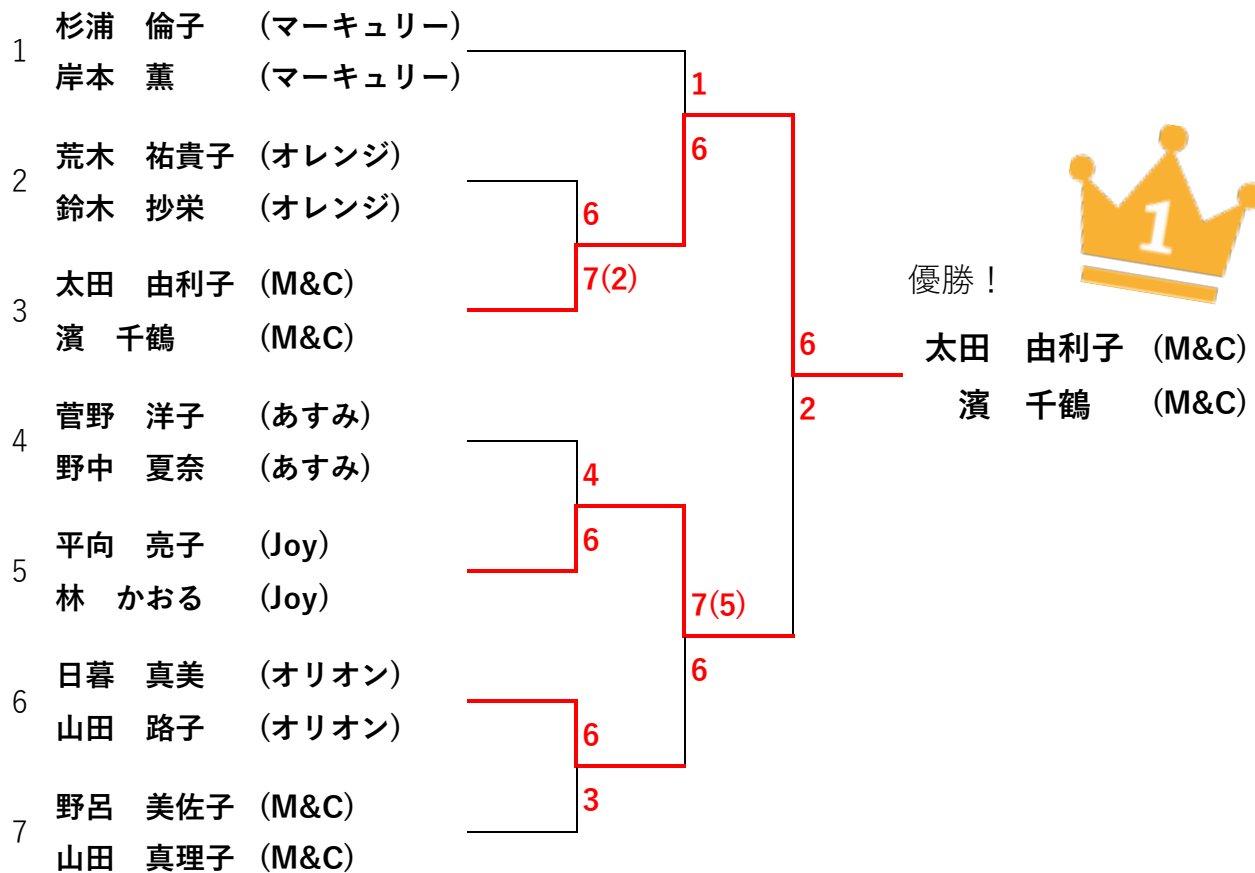 1
杉浦　倫子　(マーキュリー)
岸本　薫　(マーキュリー)
2
荒木　祐貴子　(オレンジ)
鈴木　抄栄　(オレンジ)
3
太田　由利子　(M&C)
濱　千鶴　(M&C)
4
菅野　洋子　(あすみ)
野中　夏奈　(あすみ)
5
平向　亮子　(Joy)
林　かおる　(Joy)
6
日暮　真美　(オリオン)
山田　路子　(オリオン)
7
野呂　美佐子　(M&C)
山田　真理子　(M&C)
6
7(2)
4
6
6
3
1
6
7(5)
6
6
2
1
優勝！
太田　由利子　(M&C)
濱　千鶴　(M&C)